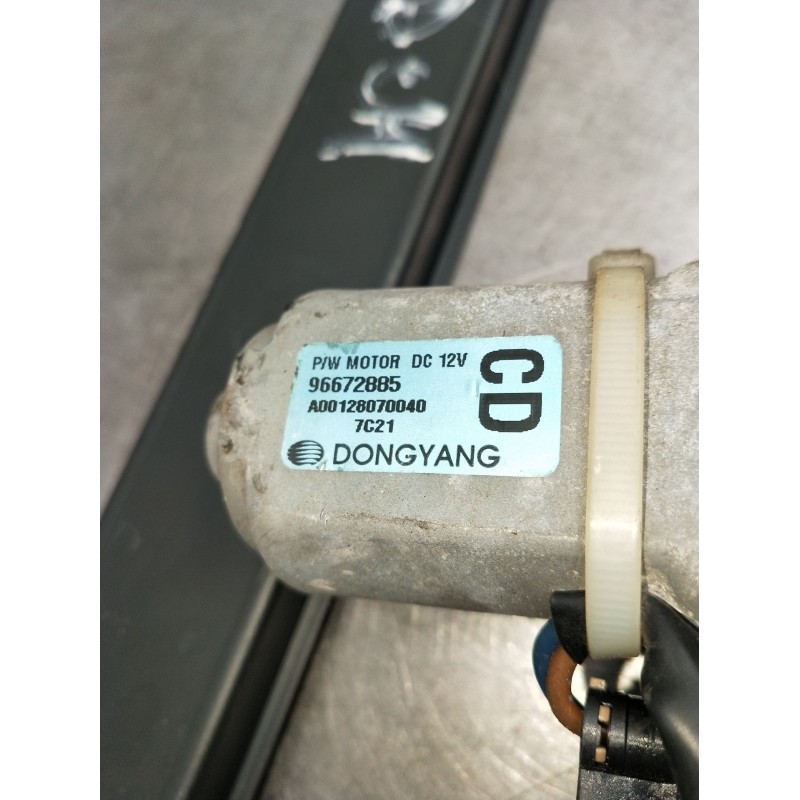 P/W MOTOR DC 12V
96672885
A00128070040
7C21
DONGYANG
CD